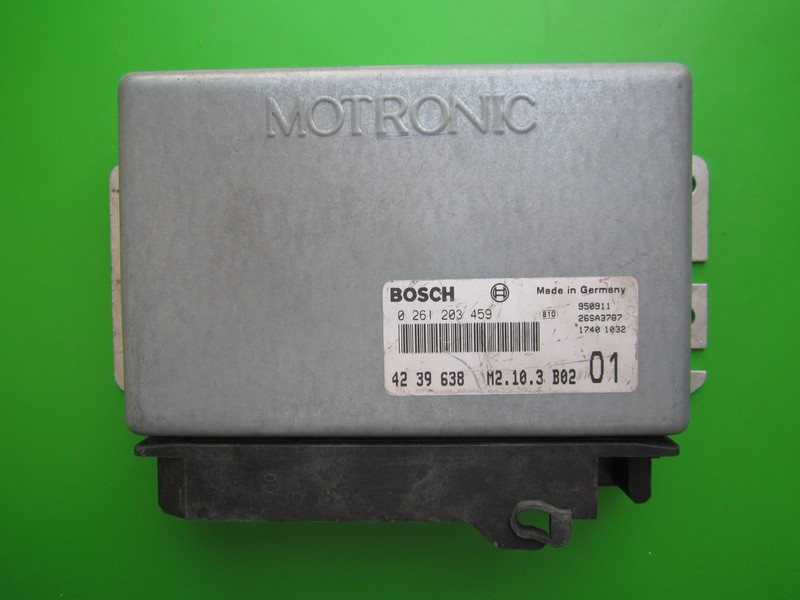 MOTRONIC
BOSCH Made in Germany
0 261 203 459 810 950911
26SA3787
1740 1032
42 39 638 M2.10.3 B02 01